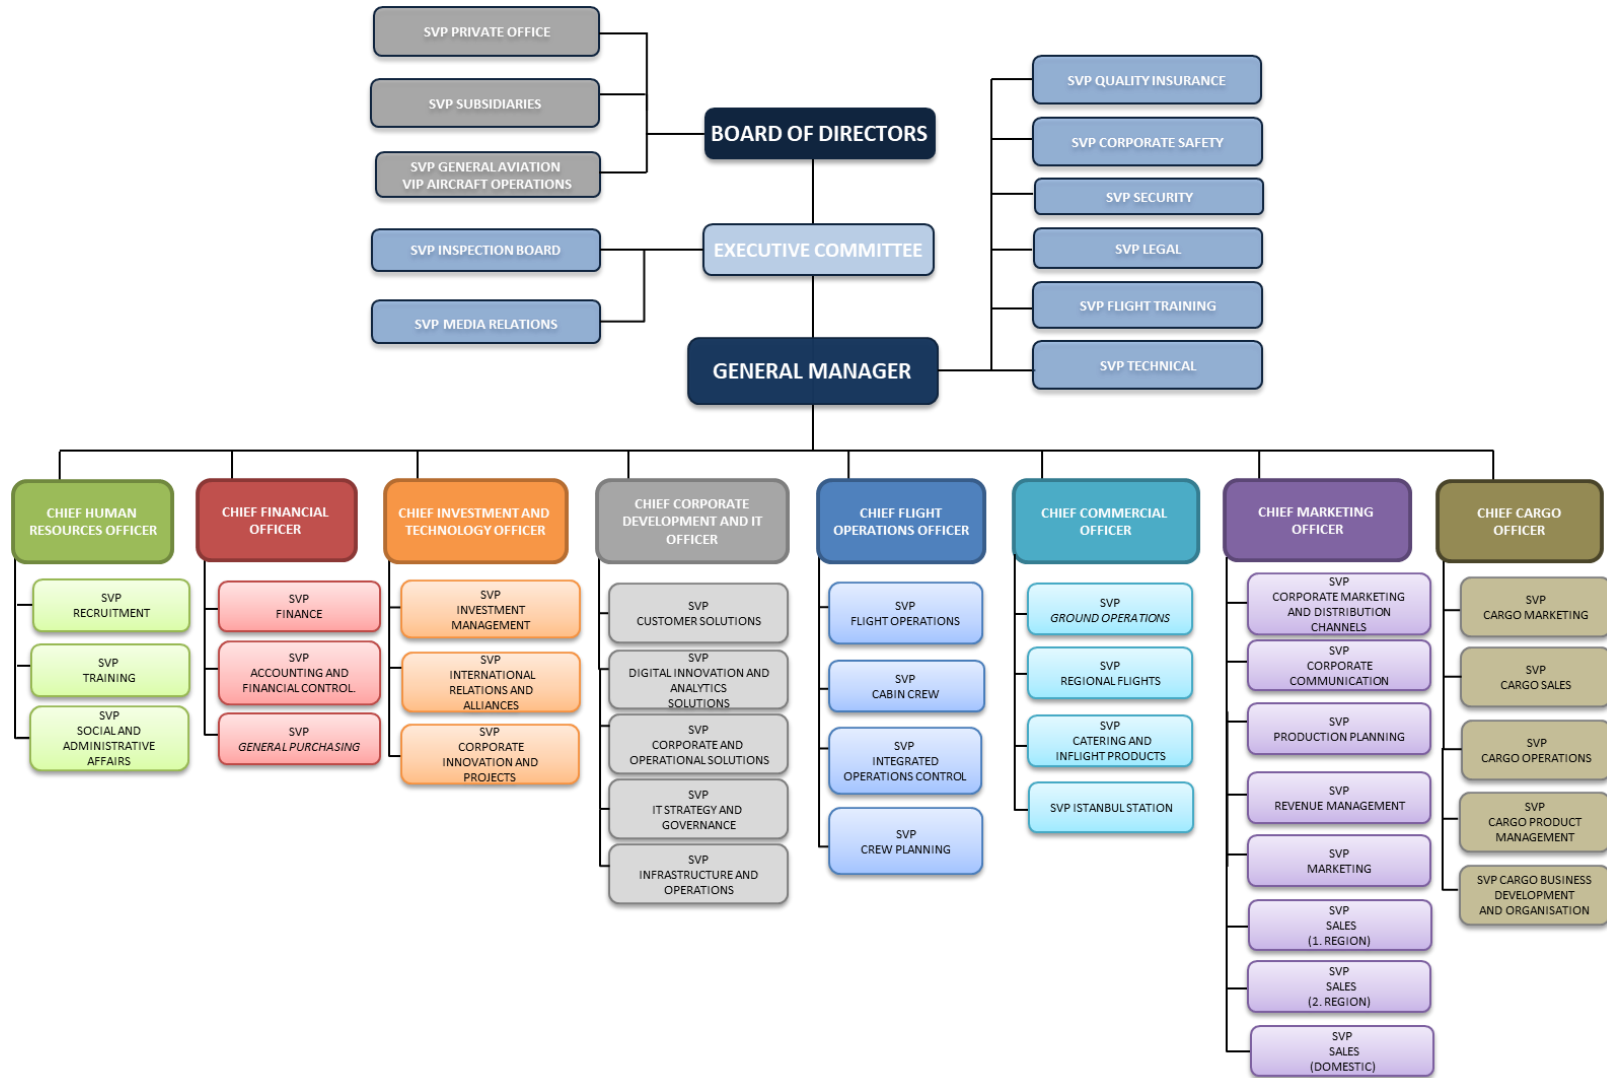 SVP PRIVATE OFFICE
SVP SUBSIDIARIES
SVP GENERAL AVIATION
VIP AIRCRAFT OPERATIONS
BOARD OF DIRECTORS
SVP INSPECTION BOARD
SVP MEDIA RELATIONS
EXECUTIVE COMMITTEE
GENERAL MANAGER
SVP QUALITY INSURANCE
SVP CORPORATE SAFETY
SVP SECURITY
SVP LEGAL
SVP FLIGHT TRAINING
SVP TECHNICAL
CHIEF HUMAN
RESOURCES OFFICER
SVP
RECRUITMENT
SVP
TRAINING
SVP
SOCIAL AND
ADMINISTRATIVE
AFFAIRS
CHIEF FINANCIAL
OFFICER
SVP
FINANCE
SVP
ACCOUNTING AND
FINANCIAL CONTROL.
SVP
GENERAL PURCHASING
CHIEF INVESTMENT AND
TECHNOLOGY OFFICER
SVP
INVESTMENT
MANAGEMENT
SVP
INTERNATIONAL
RELATIONS AND
ALLIANCES
SVP
CORPORATE
INNOVATION AND
PROJECTS
CHIEF CORPORATE
DEVELOPMENT AND IT
OFFICER
SVP
CUSTOMER SOLUTIONS
SVP
DIGITAL INNOVATION AND
ANALYTICS
SOLUTIONS
SVP
CORPORATE AND
OPERATIONAL SOLUTIONS
SVP
IT STRATEGY AND
GOVERNANCE
SVP
INFRASTRUCTURE AND
OPERATIONS
CHIEF FLIGHT
OPERATIONS OFFICER
SVP
FLIGHT OPERATIONS
SVP
CABIN CREW
SVP
INTEGRATED
OPERATIONS CONTROL
SVP
CREW PLANNING
CHIEF COMMERCIAL
OFFICER
SVP
GROUND OPERATIONS
SVP
REGIONAL FLIGHTS
SVP
CATERING AND
INFLIGHT PRODUCTS
SVP ISTANBUL STATION
CHIEF MARKETING
OFFICER
SVP
CORPORATE MARKETING
AND DISTRIBUTION
CHANNELS
SVP
CORPORATE
COMMUNICATION
SVP
PRODUCTION PLANNING
SVP
REVENUE MANAGEMENT
SVP
MARKETING
SVP
SALES
(1. REGION)
SVP
SALES
(2. REGION)
SVP
SALES
(DOMESTIC)
CHIEF CARGO
OFFICER
SVP
CARGO MARKETING
SVP
CARGO SALES
SVP
CARGO OPERATIONS
SVP
CARGO PRODUCT
MANAGEMENT
SVP CARGO BUSINESS
DEVELOPMENT
AND ORGANISATION